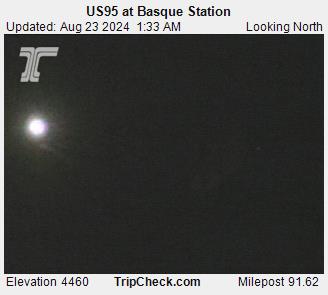 US95 at Basque Station
Updated: Aug 23 2024 1:33 AM Looking North
Elevation 4460 TripCheck.com Milepost 91.62